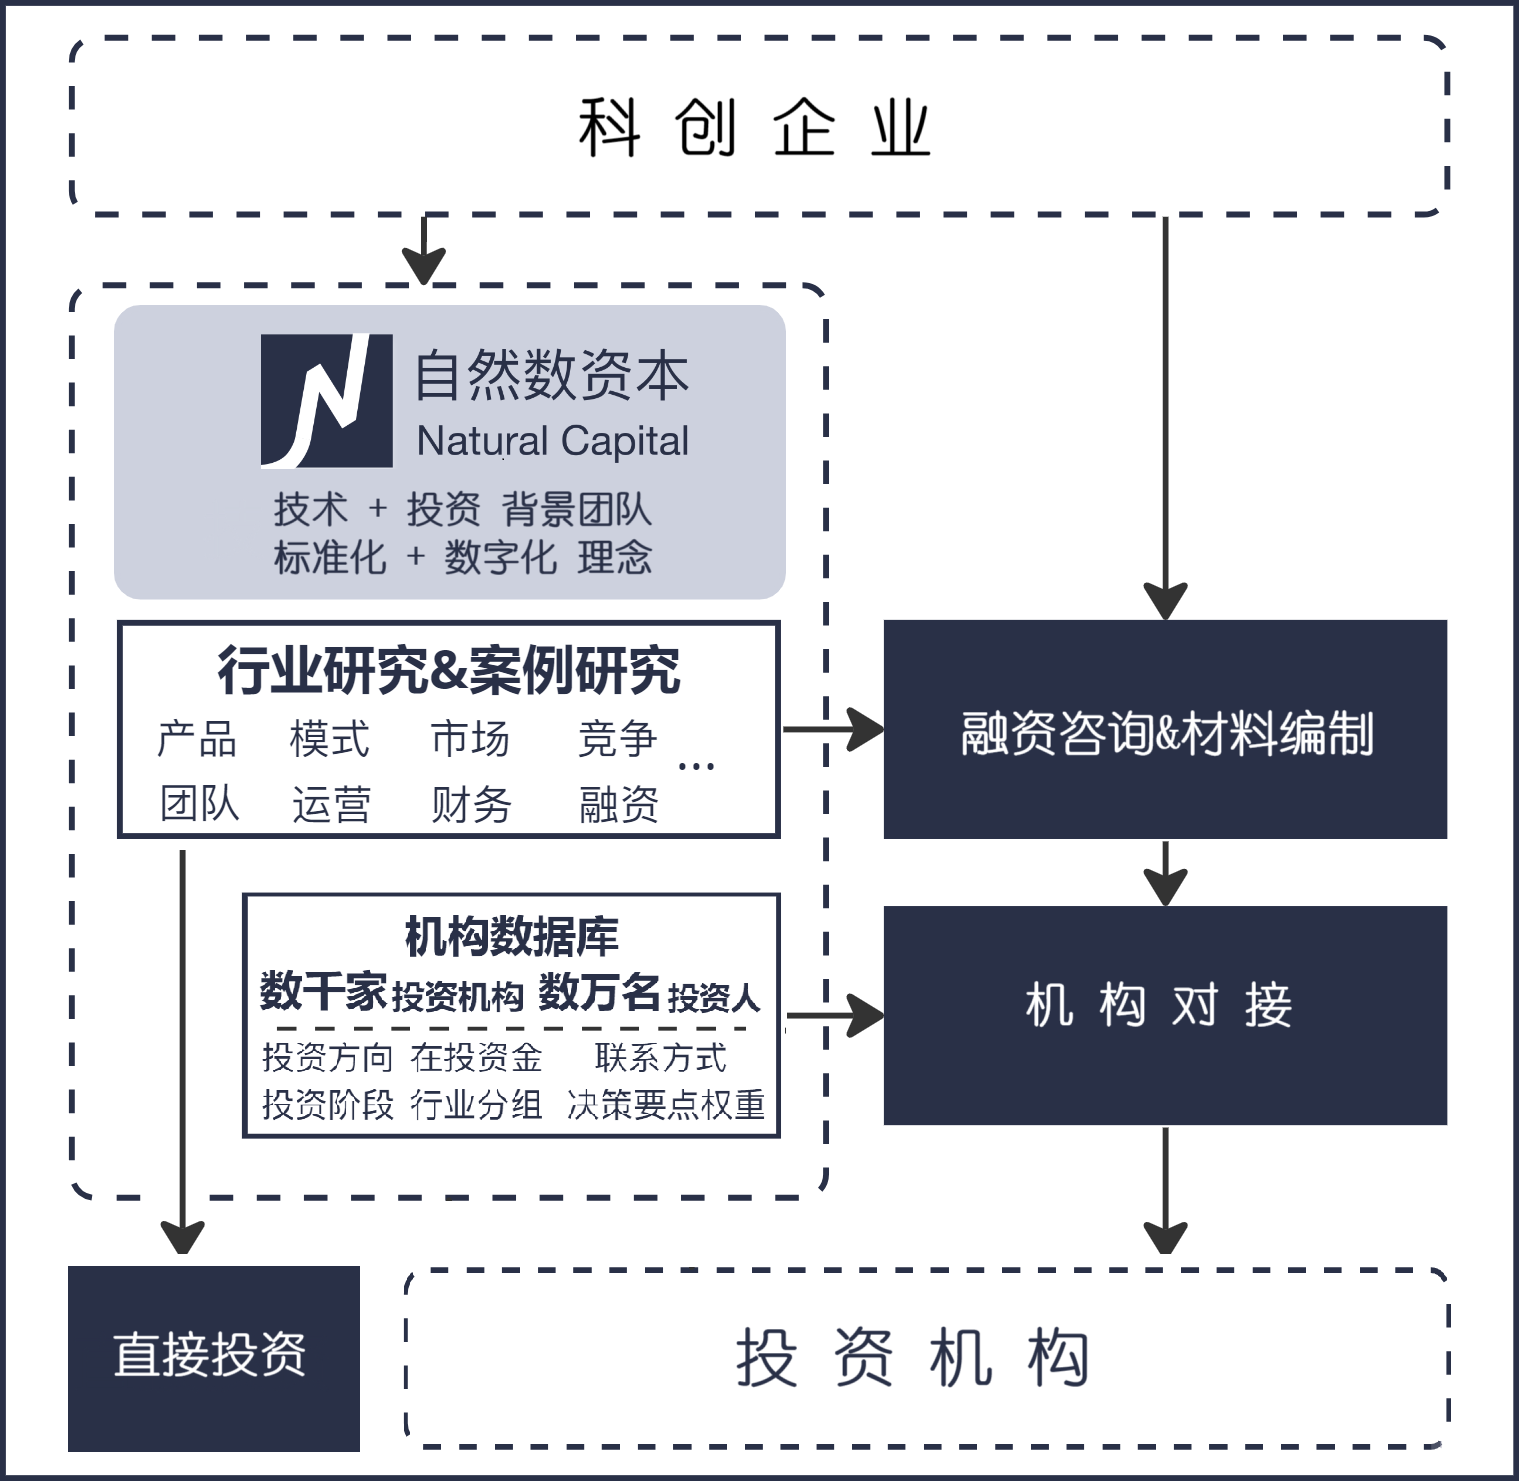 科创企业
自然数资本
Natural Capital
技术 + 投资 背景团队
标准化 + 数字化 理念
行业研究&案例研究
产品 模式 市场 竞争 ...
团队 运营 财务 融资
融资咨询&材料编制
机构数据库
数千家投资机构 数万名投资人
投资方向 在投资金 联系方式
投资阶段 行业分组 决策要点权重
机构对接
直接投资
投资机构